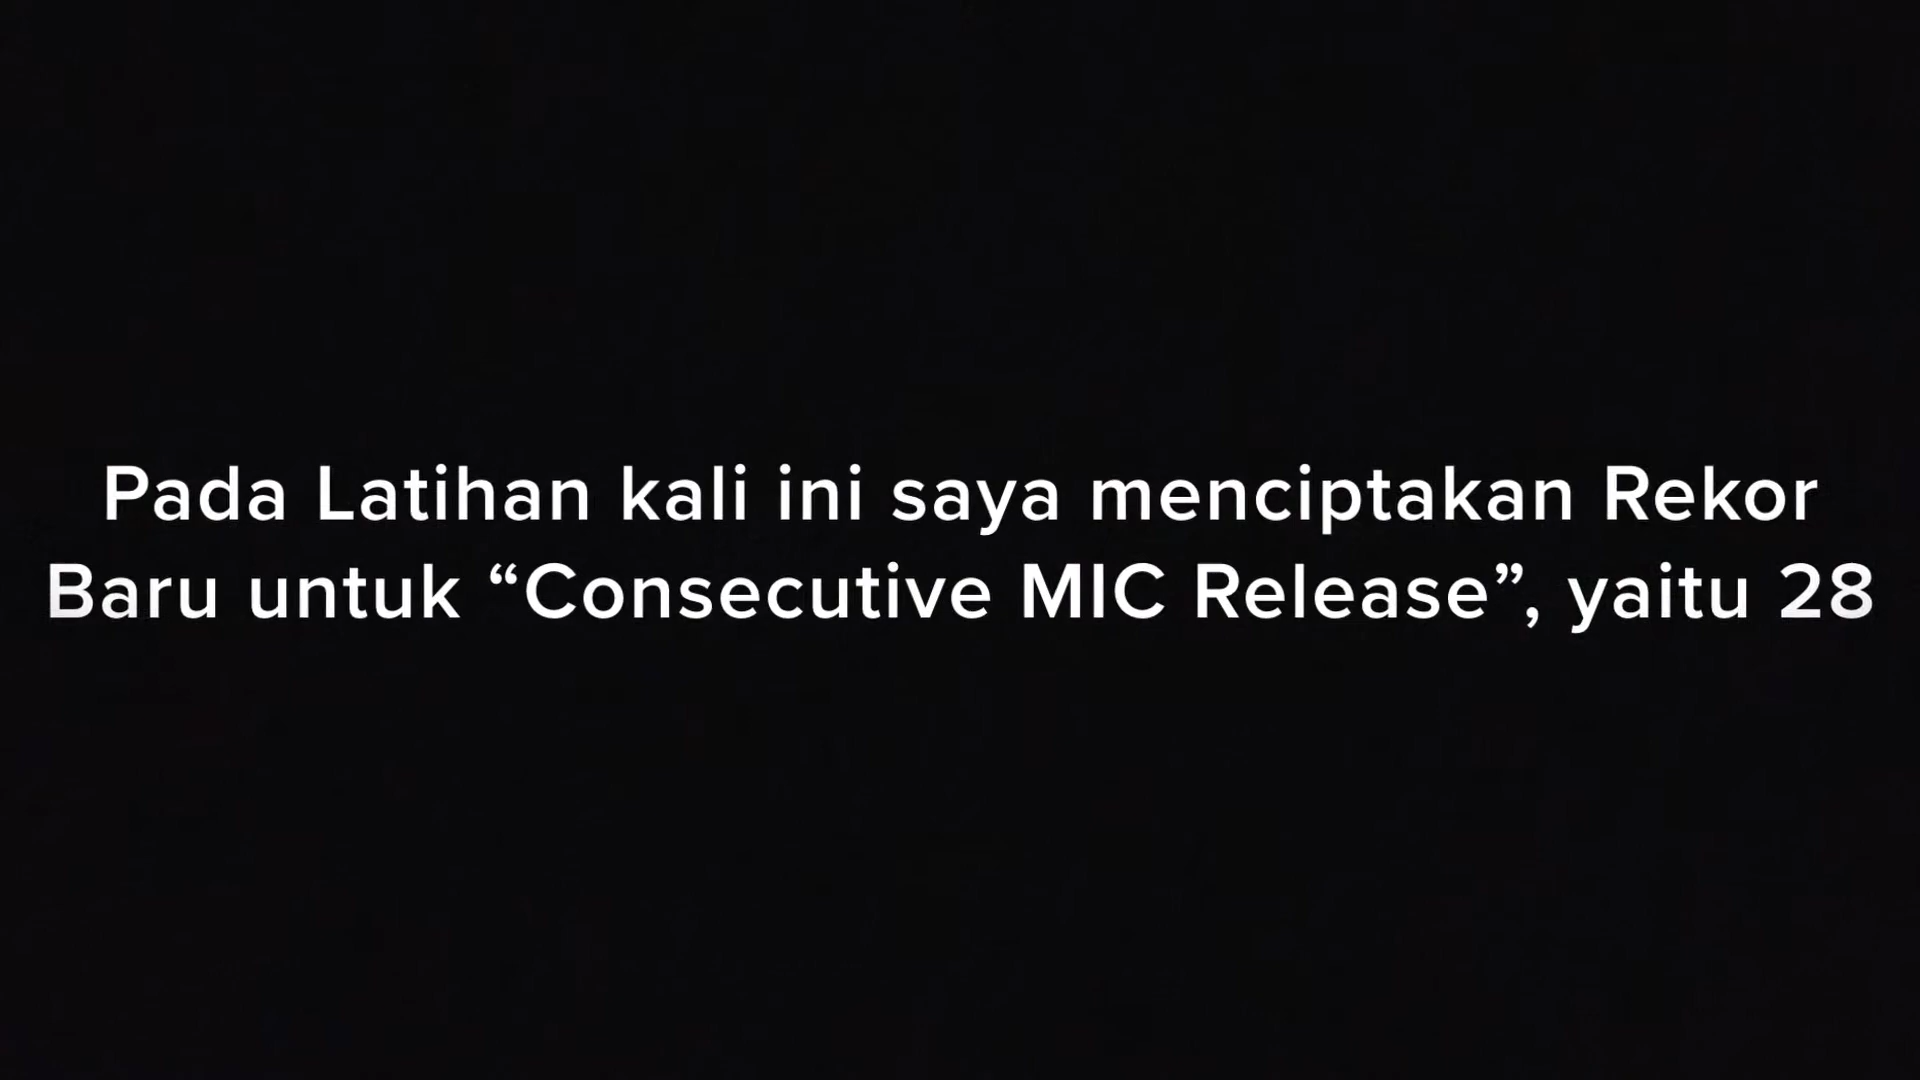 Pada Latihan kali ini saya menciptakan Rekor
Baru untuk “Consecutive MIC Release”, yaitu 28